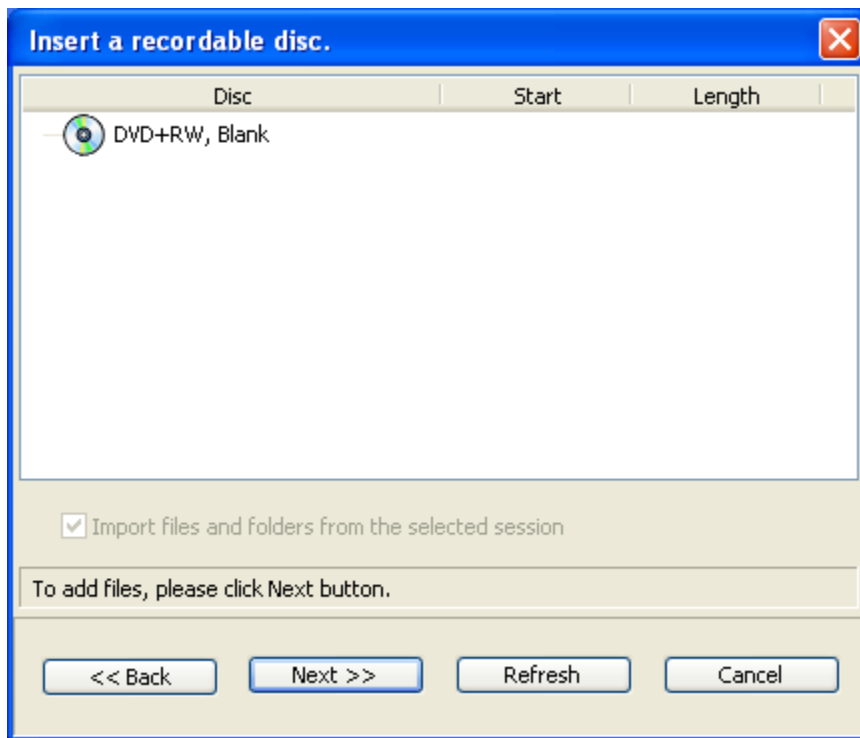 Insert a recordable disc.
Disc Start Length
DVD+RW, Blank
Import files and folders from the selected session
To add files, please click Next button.
<< Back Next >> Refresh Cancel